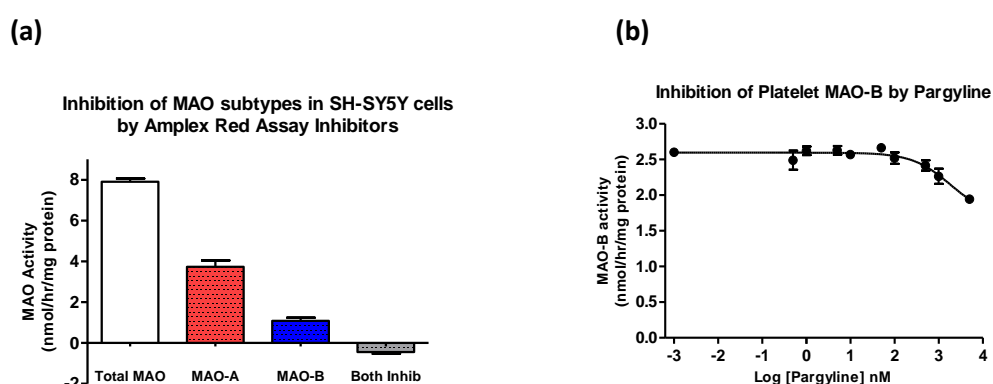 (a)
Inhibition of MAO subtypes in SH-SY5Y cells
by Amplex Red Assay Inhibitors
MAO Activity
(nmol/hr/mg protein)
8
6
4
2
0
-2
Total MAO MAO-A MAO-B Both Inhib
(b)
Inhibition of Platelet MAO-B by Pargyline
MAO-B activity
(nmol/hr/mg protein)
3.0
2.5
2.0
1.5
1.0
0.5
0.0
-3 -2 -1 0 1 2 3 4
Log [Pargyline] nM